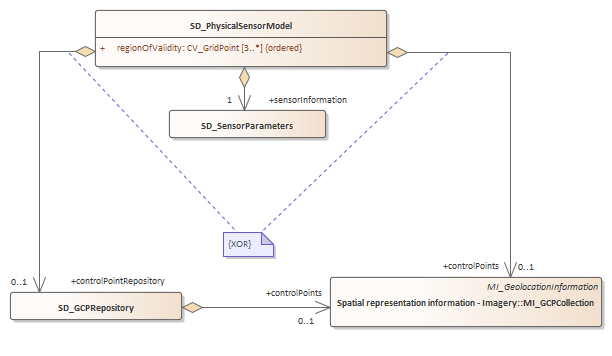 SD_PhysicalSensorModel
+ regionOfValidity: CV_GridPoint [3..*] {ordered}
1 +sensorInformation
SD_SensorParameters
{XOR}
+controlPoints 0..1
0..1 +controlPointRepository
MI_GeolocationInformation
+controlPoints
SD_GCPRepository
Spatial representation information - Imagery::MI_GCPCollection
0..1